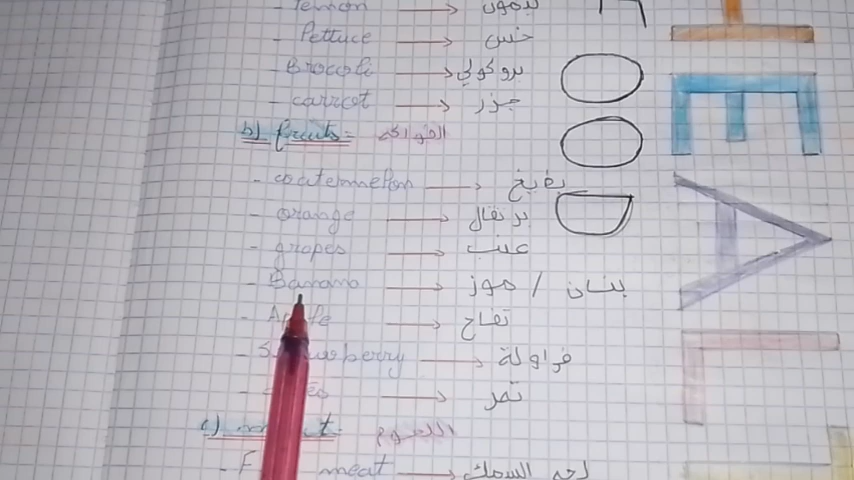 - lemon → ليمون
- lettuce → خس
- Broccoli → بروكولي
- carrot → جزر
b) fruits = الفواكه
- watermelon → بطيخ
- orange → برتقال
- grapes → عنب
- Banana → موز / بنان
- → تفاح
- → فراولة
- → تمر
c) اللحوم
- meat → لحم السمك
FOOD